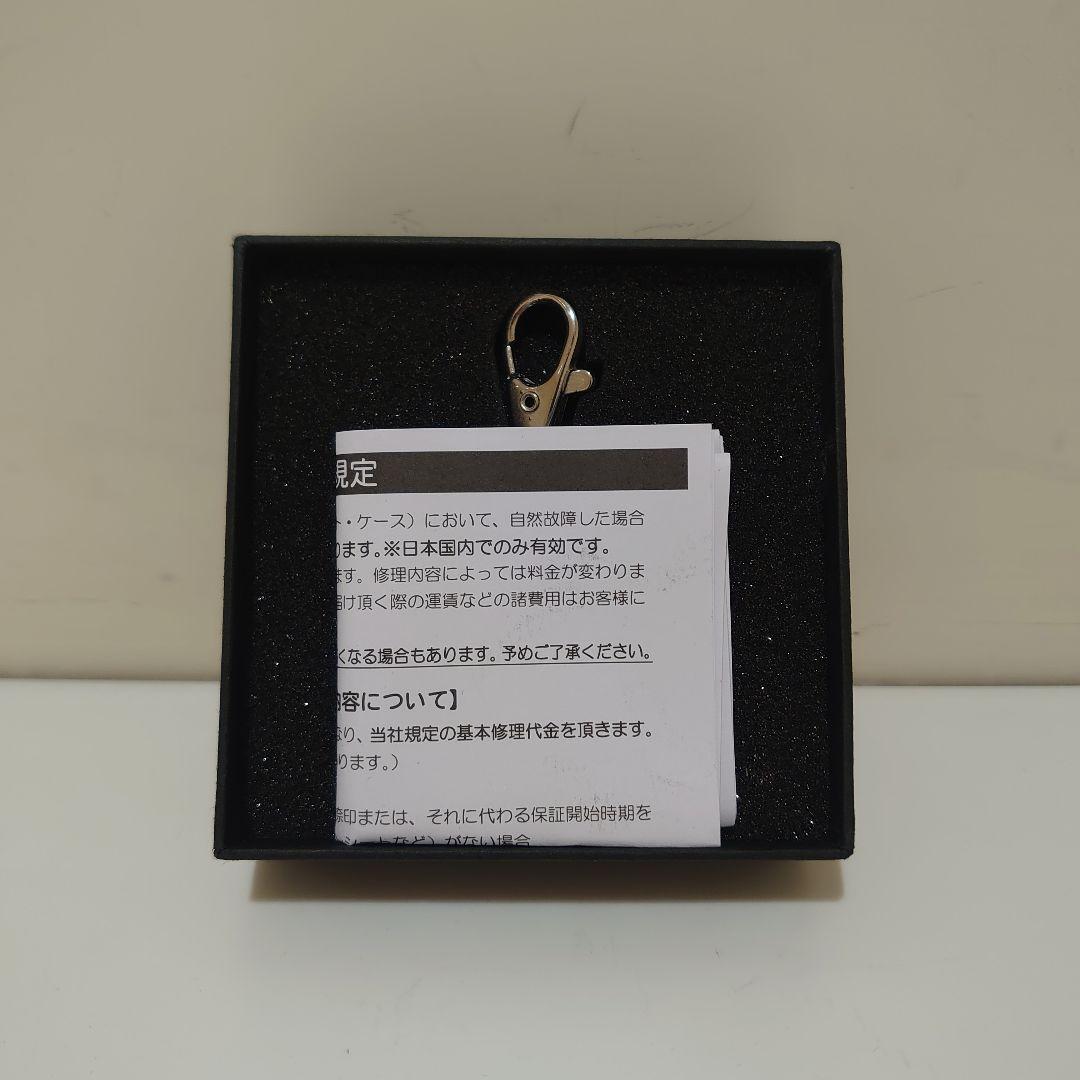 規定
ト・ケース）において、自然故障した場合
ります。※日本国内でのみ有効です。
ます。修理内容によっては料金が変わりま
届け頂く際の運賃などの諸費用はお客様に
くなる場合もあります。予めご了承ください。
内容について】
なり、当社規定の基本修理代金を頂きます。
ります。）
印または、それに代わる保証開始時期を
シートなど）がない場合